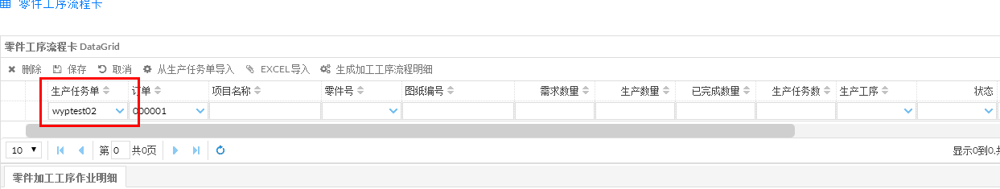 零件工序流程卡
零件工序流程卡 DataGrid
删除 保存 取消 从生产任务单导入 EXCEL导入 生成加工工序流程明细
生产任务单 订单 项目名称 零件号 图纸编号 需求数量 生产数量 已完成数量 生产任务数 生产工序 状态
wyptest02 000001
10 第 0 共0页 显示0到0,共
零件加工工序作业明细